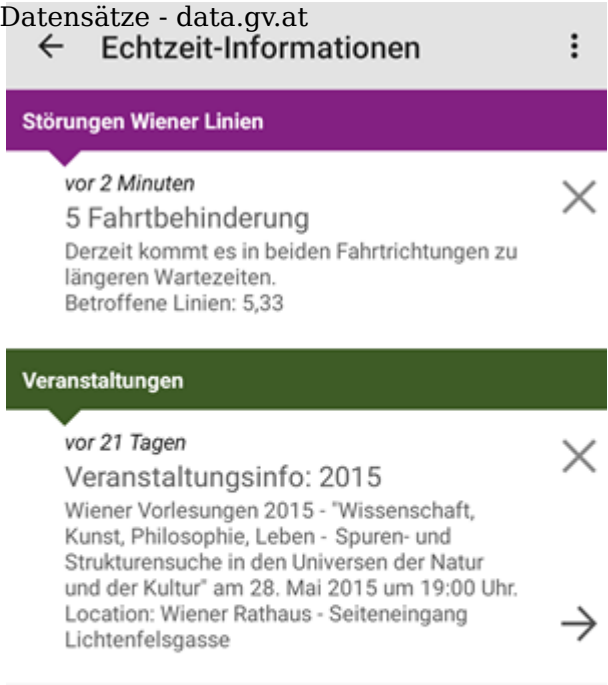 Datensätze - data.gv.at
Echtzeit-Informationen
Störungen Wiener Linien
vor 2 Minuten
5 Fahrtbehinderung
Derzeit kommt es in beiden Fahrtrichtungen zu
längeren Wartezeiten.
Betroffene Linien: 5,33
Veranstaltungen
vor 21 Tagen
Veranstaltungsinfo: 2015
Wiener Vorlesungen 2015 - "Wissenschaft,
Kunst, Philosophie, Leben - Spuren- und
Strukturensuche in den Universen der Natur
und der Kultur" am 28. Mai 2015 um 19:00 Uhr.
Location: Wiener Rathaus - Seiteneingang
Lichtenfelsgasse